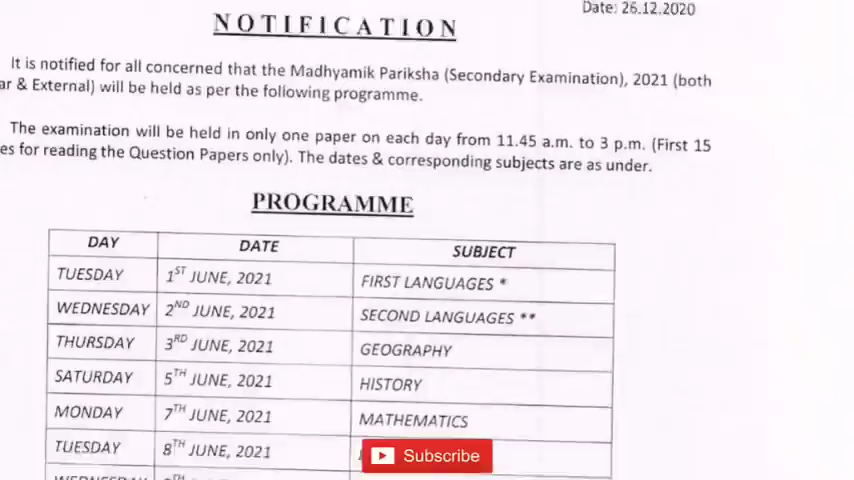 Date: 26.12.2020
NOTIFICATION
It is notified for all concerned that the Madhyamik Pariksha (Secondary Examination), 2021 (both
ar & External) will be held as per the following programme.
The examination will be held in only one paper on each day from 11.45 a.m. to 3 p.m. (First 15
es for reading the Question Papers only). The dates & corresponding subjects are as under.
PROGRAMME
DAY DATE SUBJECT
TUESDAY 1ST JUNE, 2021 FIRST LANGUAGES *
WEDNESDAY 2ND JUNE, 2021 SECOND LANGUAGES **
THURSDAY 3RD JUNE, 2021 GEOGRAPHY
SATURDAY 5TH JUNE, 2021 HISTORY
MONDAY 7TH JUNE, 2021 MATHEMATICS
TUESDAY 8TH JUNE, 2021
Subscribe